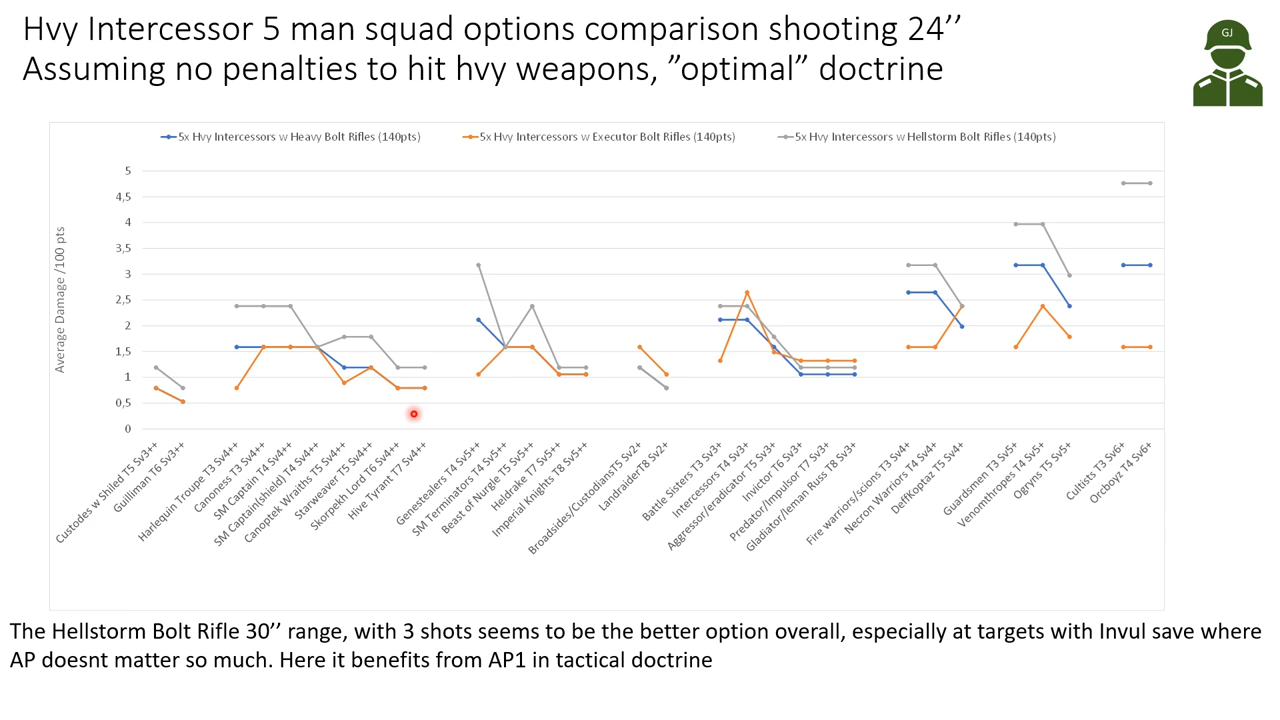 Hvy Intercessor 5 man squad options comparison shooting 24’’
Assuming no penalties to hit hvy weapons, ”optimal” doctrine
GJ
5x Hvy Intercessors w Heavy Bolt Rifles (140pts)
5x Hvy Intercessors w Executor Bolt Rifles (140pts)
5x Hvy Intercessors w Hellstorm Bolt Rifles (140pts)
Average Damage /100 pts
5
4,5
4
3,5
3
2,5
2
1,5
1
0,5
0
Custodes w Shiled T5 Sv3++
Guilliman T6 Sv3++
Harlequin Troupe T3 Sv4++
Canoness T3 Sv4++
SM Captain T4 Sv4++
SM Captain(shield) T4 Sv4++
Canoptek Wraiths T5 Sv4++
Starweaver T5 Sv4++
Skorpekh Lord T6 Sv4++
Hive Tyrant T7 Sv4++
Genestealers T4 Sv5++
SM Terminators T4 Sv5++
Beast of Nurgle T5 Sv5++
Heldrake T7 Sv5++
Imperial Knights T8 Sv5++
Broadsides/CustodianT5 Sv2+
LandraiderT8 Sv2+
Battle Sisters T3 Sv3+
Intercessors T4 Sv3+
Aggressor/eradicator T5 Sv3+
Invictor T6 Sv3+
Predator/Impulsor T7 Sv3+
Gladiator/leman Russ T8 Sv3+
Fire warriors/scions T3 Sv4+
Necron Warriors T4 Sv4+
DefKoptaz T5 Sv4+
Guardsmen T3 Sv5+
Venomthropes T4 Sv5+
Ogryns T5 Sv5+
Cultists T3 Sv6+
Orcboyz T4 Sv6+
The Hellstorm Bolt Rifle 30’’ range, with 3 shots seems to be the better option overall, especially at targets with Invul save where
AP doesnt matter so much. Here it benefits from AP1 in tactical doctrine